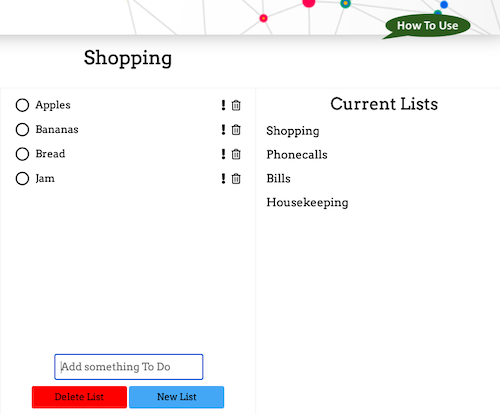 How To Use
Shopping
Apples
Bananas
Bread
Jam
Add something To Do
Delete List
New List
Current Lists
Shopping
Phonecalls
Bills
Housekeeping